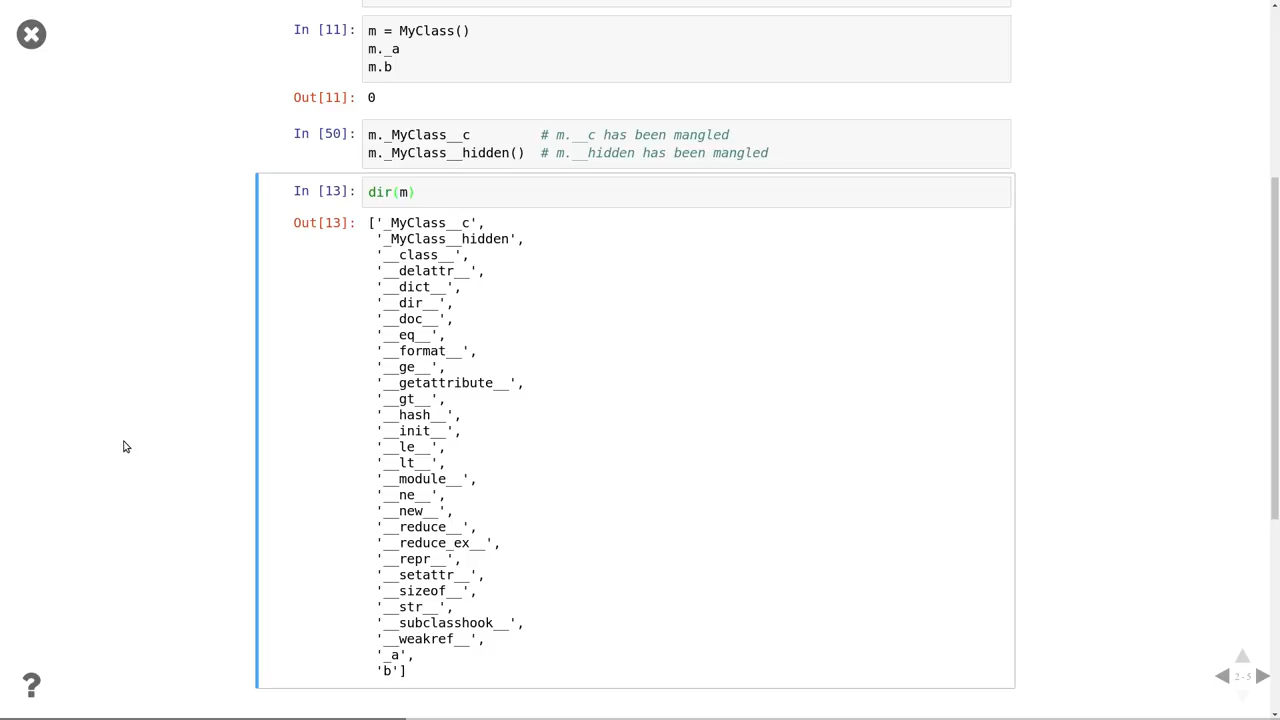 In [11]: m = MyClass()
m._a
m.b
Out[11]: 0
In [50]: m._MyClass__c         # m.__c has been mangled
m._MyClass__hidden()  # m.__hidden has been mangled
In [13]: dir(m)
Out[13]: ['_MyClass__c',
'_MyClass__hidden',
'__class__',
'__delattr__',
'__dict__',
'__dir__',
'__doc__',
'__eq__',
'__format__',
'__ge__',
'__getattribute__',
'__gt__',
'__hash__',
'__init__',
'__le__',
'__lt__',
'__module__',
'__ne__',
'__new__',
'__reduce__',
'__reduce_ex__',
'__repr__',
'__setattr__',
'__sizeof__',
'__str__',
'__subclasshook__',
'__weakref__',
'_a',
'b']
?
2-5